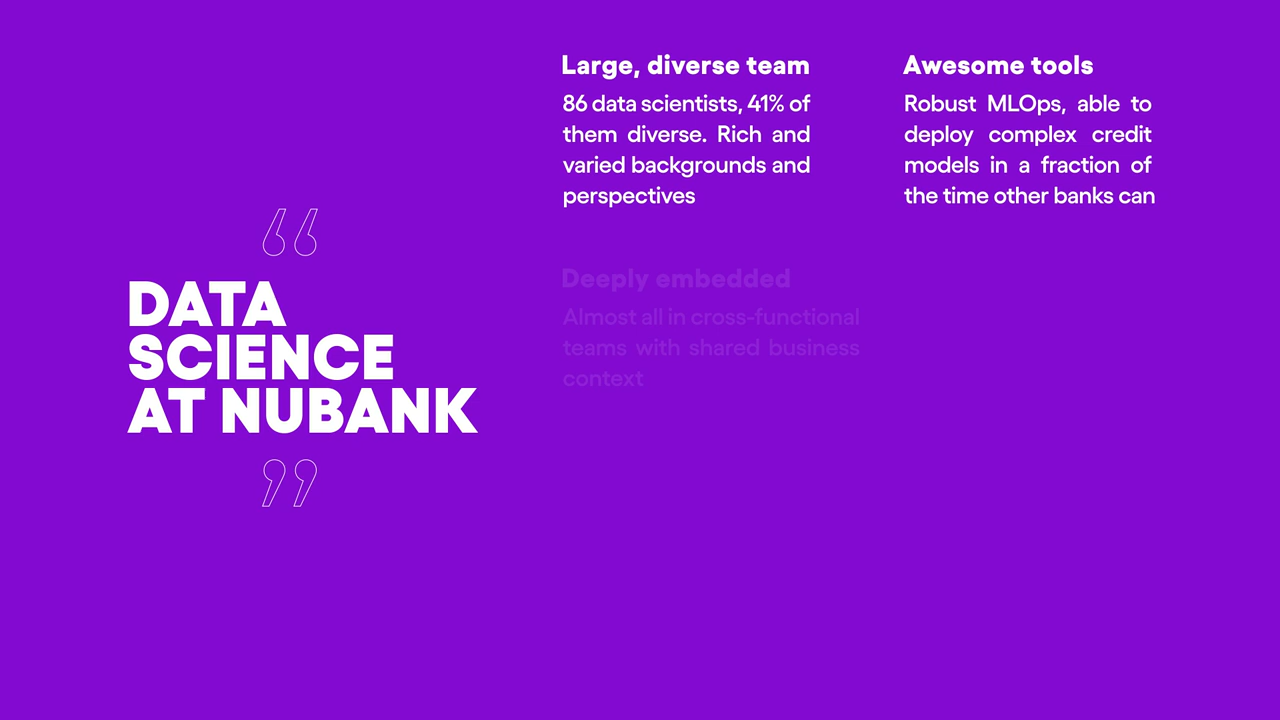 “
DATA
SCIENCE
AT NUBANK
”
Large, diverse team
86 data scientists, 41% of
them diverse. Rich and
varied backgrounds and
perspectives
Awesome tools
Robust MLOps, able to
deploy complex credit
models in a fraction of
the time other banks can
Deeply embedded
Almost all in cross-functional
teams with shared business
context